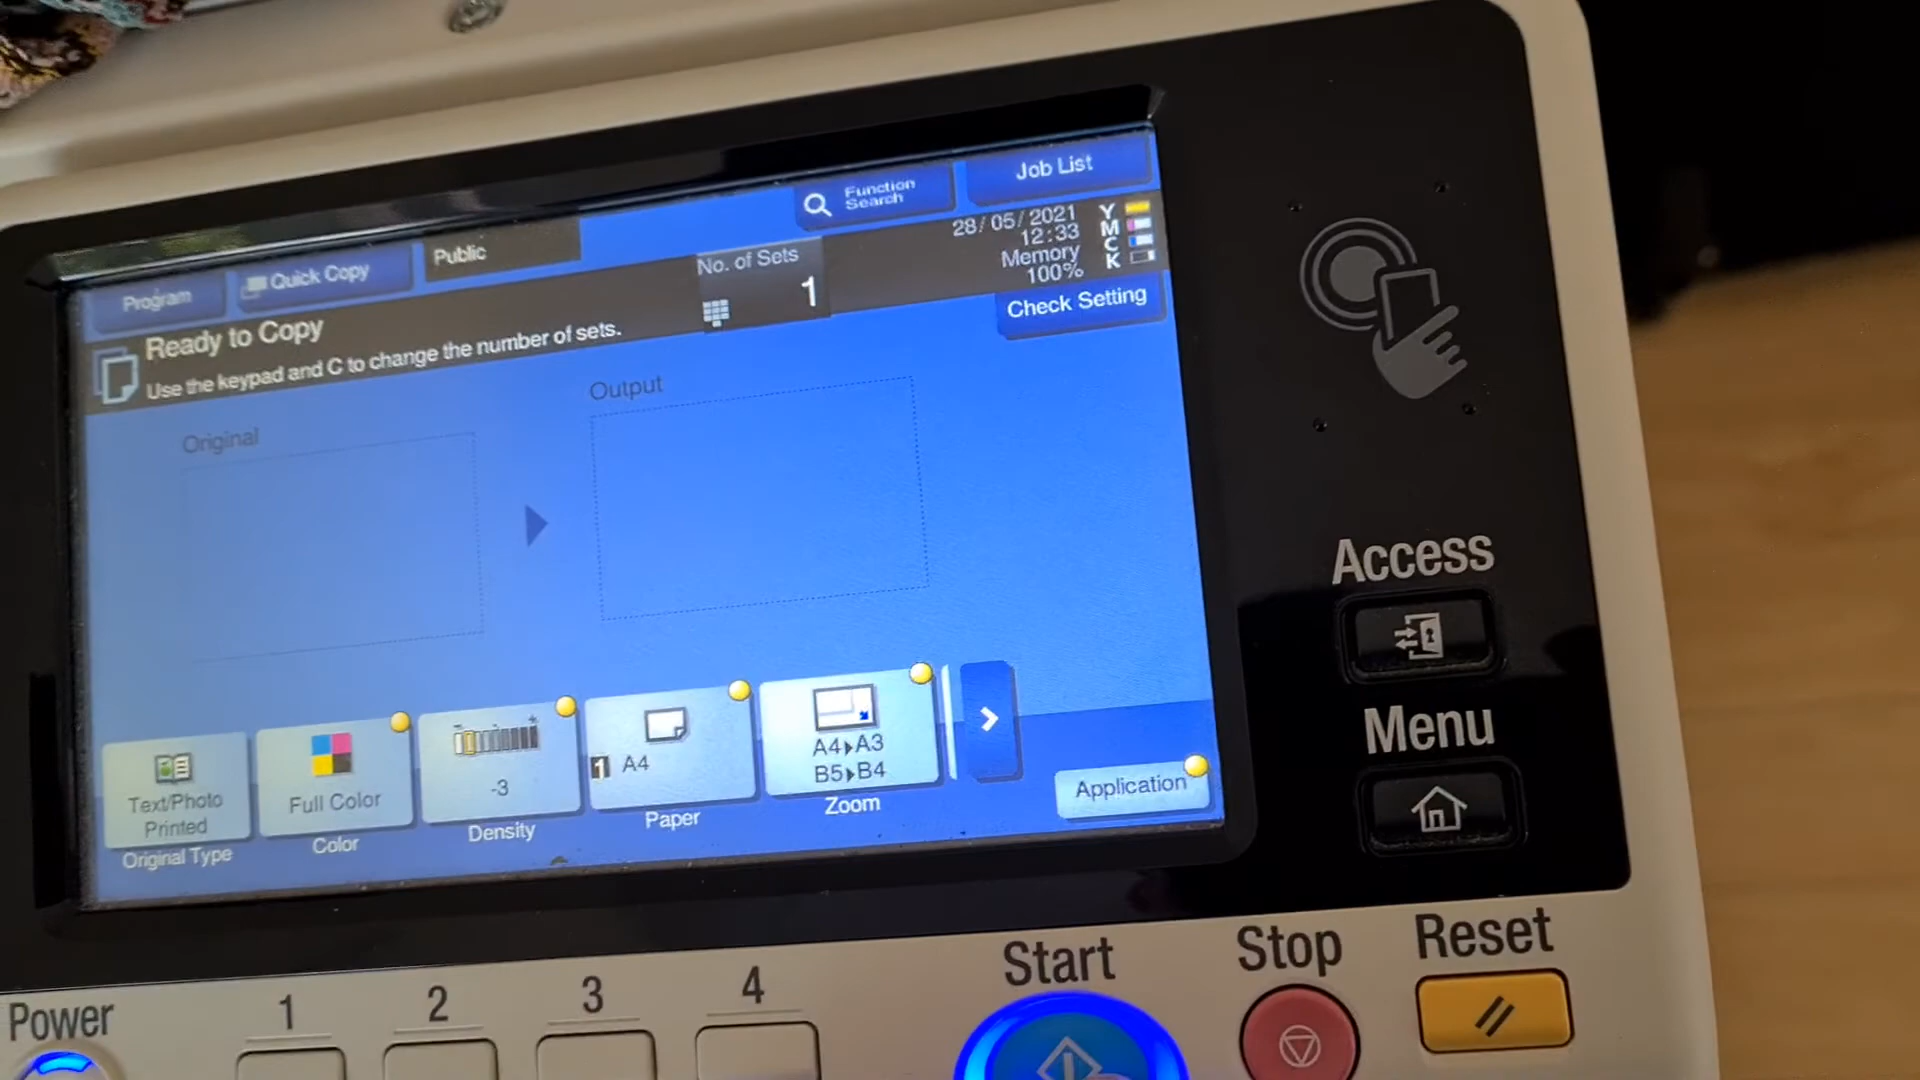 Function
Search
Job List
Program
Quick Copy
Public
No. of Sets
1
28/05/2021
12:33
Memory
100%
Y
M
C
K
Ready to Copy
Use the keypad and C to change the number of sets.
Check Setting
Original
Output
Text/Photo
Printed
Original Type
Full Color
Color
-3
Density
1 A4
Paper
A4▸A3
B5▸B4
Zoom
Application
Access
Menu
Power
1
2
3
4
Start
Stop
Reset